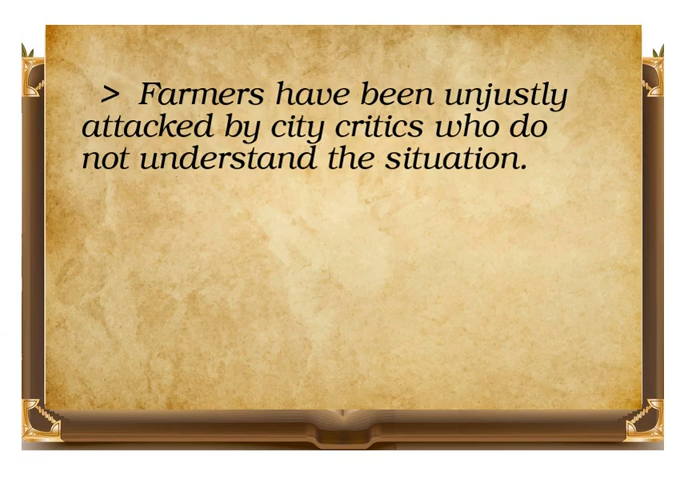 > Farmers have been unjustly
attacked by city critics who do
not understand the situation.